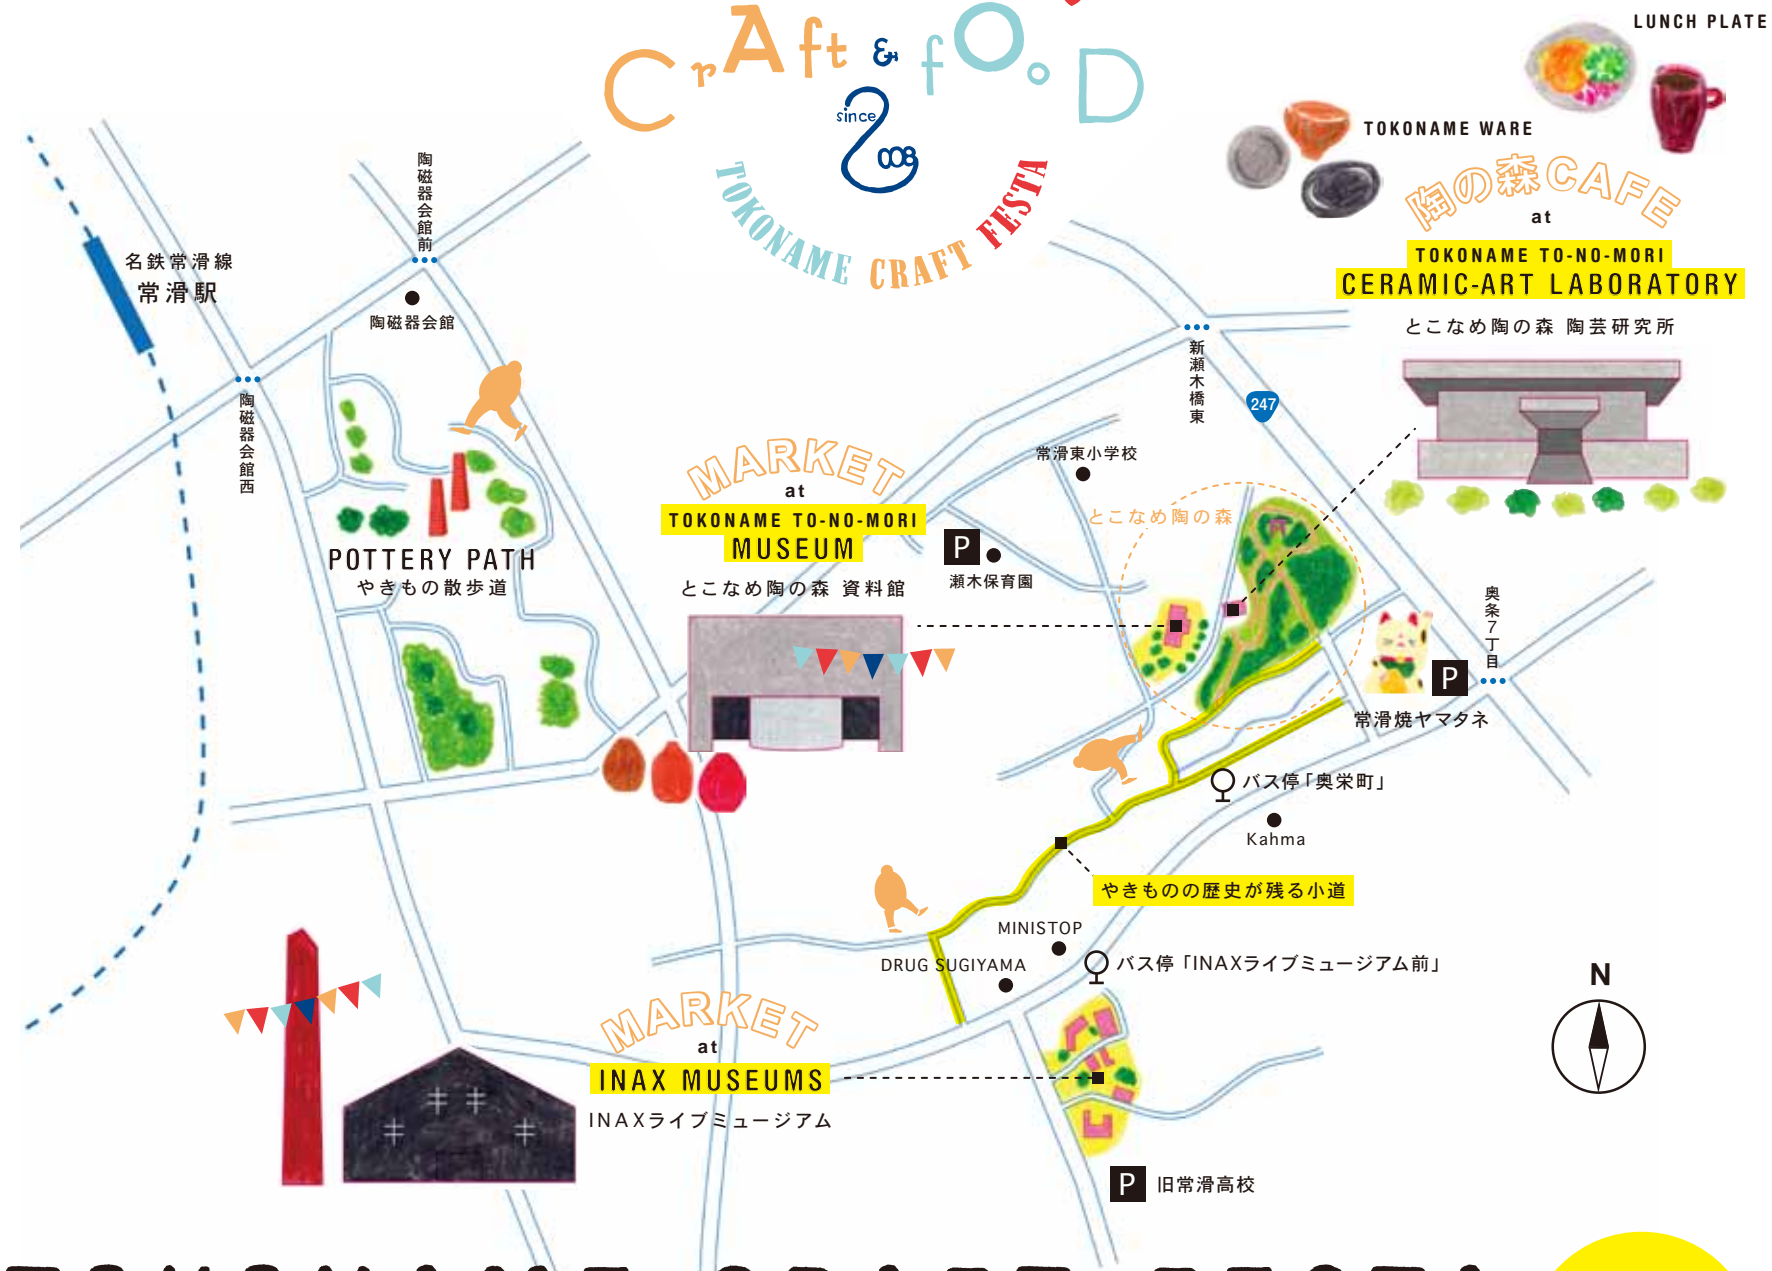 CrAft & fOoD
since 2008
TOKONAME CRAFT FESTA
LUNCH PLATE
TOKONAME WARE
陶の森CAFE
at
TOKONAME TO-NO-MORI
CERAMIC-ART LABORATORY
とこなめ陶の森 陶芸研究所
陶磁器会館前
名鉄常滑線
常滑駅
陶磁器会館
陶磁器会館西
新瀬木橋東
247
常滑東小学校
MARKET
at
TOKONAME TO-NO-MORI
MUSEUM
とこなめ陶の森 資料館
とこなめ陶の森
P
瀬木保育園
POTTERY PATH
やきもの散歩道
奥条7丁目
P
常滑焼ヤマタネ
バス停「奥栄町」
Kahma
やきものの歴史が残る小道
MINISTOP
DRUG SUGIYAMA
バス停「INAXライブミュージアム前」
N
MARKET
at
INAX MUSEUMS
INAXライブミュージアム
P
旧常滑高校